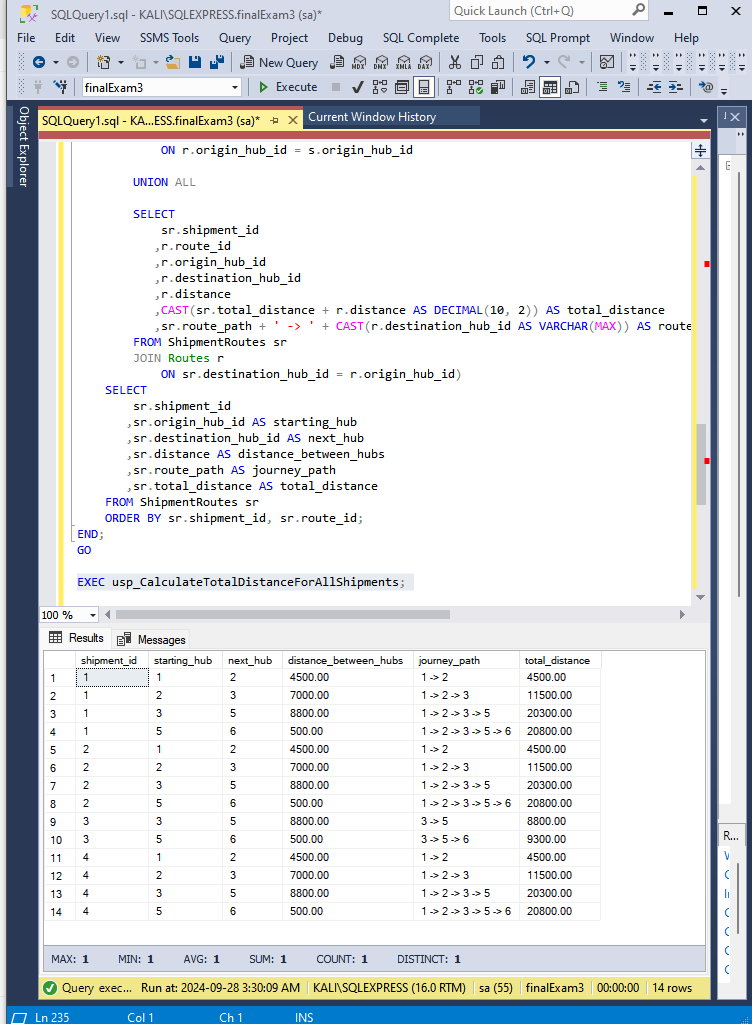 SQLQuery1.sql - KALI\SQLEXPRESS.finalExam3 (sa)*
Quick Launch (Ctrl+Q)
File Edit View SSMS Tools Query Project Debug SQL Complete Tools SQL Prompt Window Help
New Query MDX DMX XMLA DAX
finalExam3 Execute
Object Explorer
SQLQuery1.sql - KA...ESS.finalExam3 (sa)* Current Window History
ON r.origin_hub_id = s.origin_hub_id
UNION ALL
SELECT
sr.shipment_id
,r.route_id
,r.origin_hub_id
,r.destination_hub_id
,r.distance
,CAST(sr.total_distance + r.distance AS DECIMAL(10, 2)) AS total_distance
,sr.route_path + ' -> ' + CAST(r.destination_hub_id AS VARCHAR(MAX)) AS route
FROM ShipmentRoutes sr
JOIN Routes r
ON sr.destination_hub_id = r.origin_hub_id)
SELECT
sr.shipment_id
,sr.origin_hub_id AS starting_hub
,sr.destination_hub_id AS next_hub
,sr.distance AS distance_between_hubs
,sr.route_path AS journey_path
,sr.total_distance AS total_distance
FROM ShipmentRoutes sr
ORDER BY sr.shipment_id, sr.route_id;
END;
GO
EXEC usp_CalculateTotalDistanceForAllShipments;
100 %
Results Messages
shipment_id starting_hub next_hub distance_between_hubs journey_path total_distance
1 1 1 2 4500.00 1 -> 2 4500.00
2 1 2 3 7000.00 1 -> 2 -> 3 11500.00
3 1 3 5 8800.00 1 -> 2 -> 3 -> 5 20300.00
4 1 5 6 500.00 1 -> 2 -> 3 -> 5 -> 6 20800.00
5 2 1 2 4500.00 1 -> 2 4500.00
6 2 2 3 7000.00 1 -> 2 -> 3 11500.00
7 2 3 5 8800.00 1 -> 2 -> 3 -> 5 20300.00
8 2 5 6 500.00 1 -> 2 -> 3 -> 5 -> 6 20800.00
9 3 3 5 8800.00 3 -> 5 8800.00
10 3 5 6 500.00 3 -> 5 -> 6 9300.00
11 4 1 2 4500.00 1 -> 2 4500.00
12 4 2 3 7000.00 1 -> 2 -> 3 11500.00
13 4 3 5 8800.00 1 -> 2 -> 3 -> 5 20300.00
14 4 5 6 500.00 1 -> 2 -> 3 -> 5 -> 6 20800.00
R...
MAX: 1 MIN: 1 AVG: 1 SUM: 1 COUNT: 1 DISTINCT: 1
Query exec... Run at: 2024-09-28 3:30:09 AM KALI\SQLEXPRESS (16.0 RTM) sa (55) finalExam3 00:00:00 14 rows
Ln 235 Col 1 Ch 1 INS